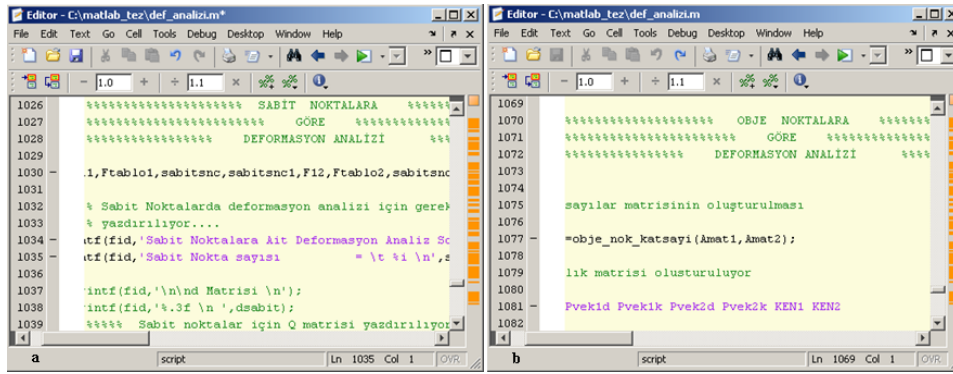 Editor - C:\matlab_tez\def_analizi.m*
File Edit Text Go Cell Tools Debug Desktop Window Help
1.0 1.1
1026 %%%%%%%%%%%%%%%%%%%%% SABİT NOKTALARA %%%%%%
1027 %%%%%%%%%%%%%%%%%%%%%%%% GÖRE %%%%%%%%%%%%%
1028 %%%%%%%%%%%%%%%%% DEFORMASYON ANALİZİ %%%
1029
1030 - .1,Ftablo1,sabitsnc,sabitsnc1,F12,Ftablo2,sabitsnc
1031
1032 % Sabit Noktalarda deformasyon analizi için gerek
1033 % yazdırılıyor....
1034 - ntf(fid,'Sabit Noktalara Ait Deformasyon Analiz So
1035 - ntf(fid,'Sabit Nokta sayısı = \t %i \n',s
1036
1037 rintf(fid,'\n\nd Matrisi \n');
1038 rintf(fid,'%.3f \n ',dsabit);
1039 %%%%% Sabit noktalar için Q matrisi yazdırılıyor
a script Ln 1035 Col 1 OVR
Editor - C:\matlab_tez\def_analizi.m
File Edit Text Go Cell Tools Debug Desktop Window Help
1.0 1.1
1069
1070 %%%%%%%%%%%%%%%%%%%% OBJE NOKTALARA %%%%%%%
1071 %%%%%%%%%%%%%%%%%%%%%%% GÖRE %%%%%%%%%%%%%%
1072 %%%%%%%%%%%%%%%% DEFORMASYON ANALİZİ %%%%
1073
1074
1075 sayılar matrisinin oluşturulması
1076
1077 - =obje_nok_katsayi(Amat1,Amat2);
1078
1079 lık matrisi olusturuluyor
1080
1081 - Pvek1d Pvek1k Pvek2d Pvek2k KEN1 KEN2
1082
b script Ln 1069 Col 1 OVR